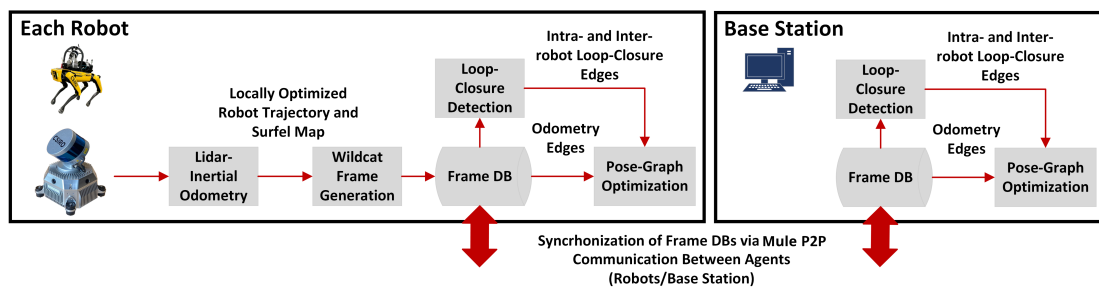 Each Robot
Intra- and Inter-
robot Loop-Closure
Edges
Loop-
Closure
Detection
Locally Optimized
Robot Trajectory and
Surfel Map
Odometry
Edges
CSIRO
Lidar-
Inertial
Odometry
Wildcat
Frame
Generation
Frame DB
Pose-Graph
Optimization
Base Station
Intra- and Inter-
robot Loop-Closure
Edges
Loop-
Closure
Detection
Odometry
Edges
Frame DB
Pose-Graph
Optimization
Syncrhonization of Frame DBs via Mule P2P
Communication Between Agents
(Robots/Base Station)